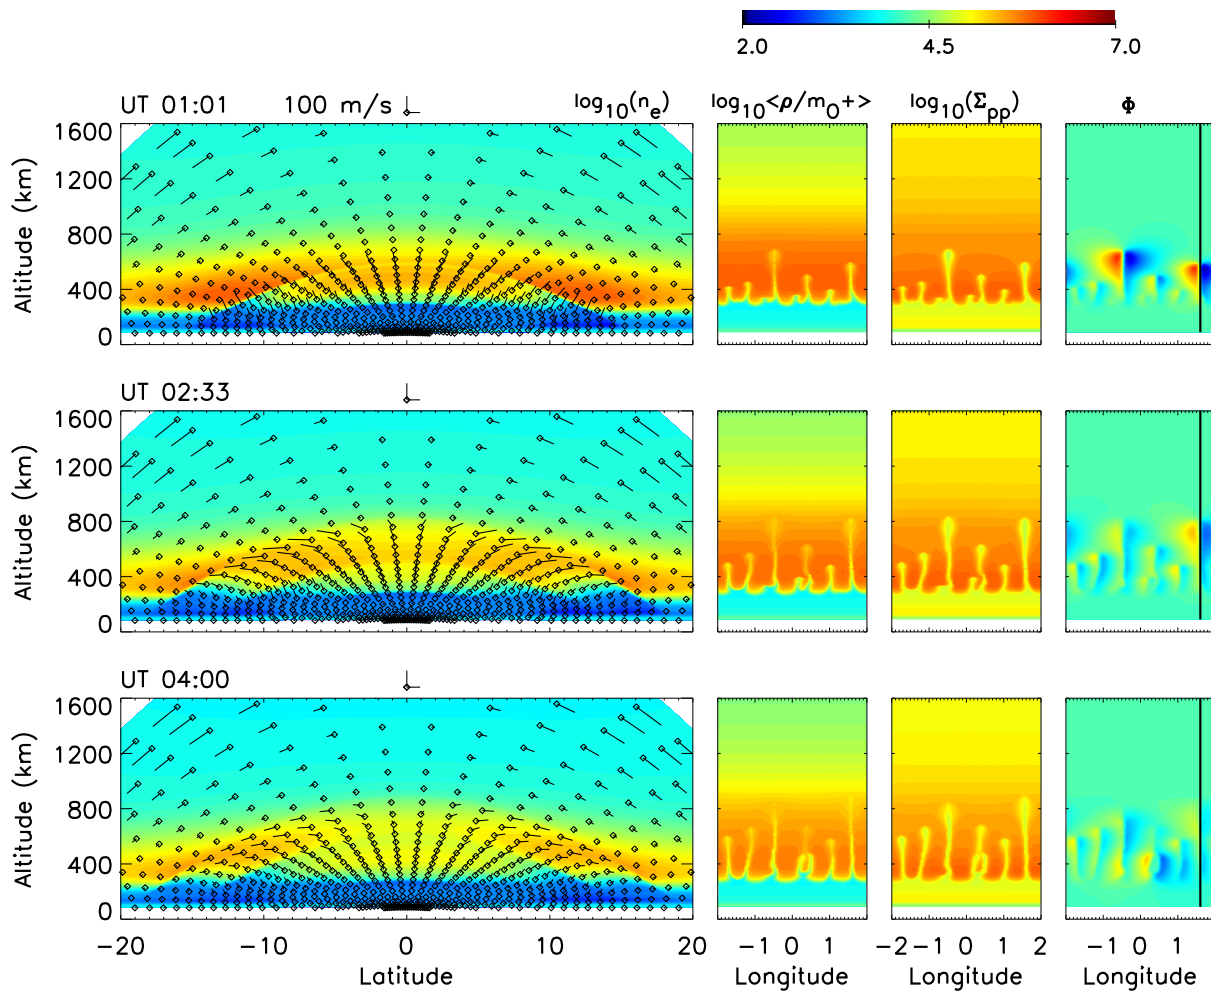 2.0 4.5 7.0
UT 01:01 100 m/s log10(ne) log10<ρ/mO+> log10(Σpp) Φ
1600
1200
800
400
0
Altitude (km)
UT 02:33
1600
1200
800
400
0
Altitude (km)
UT 04:00
1600
1200
800
400
0
Altitude (km)
−20 −10 0 10 20 −1 0 1 −2 −1 0 1 2 −1 0 1
Latitude Longitude Longitude Longitude